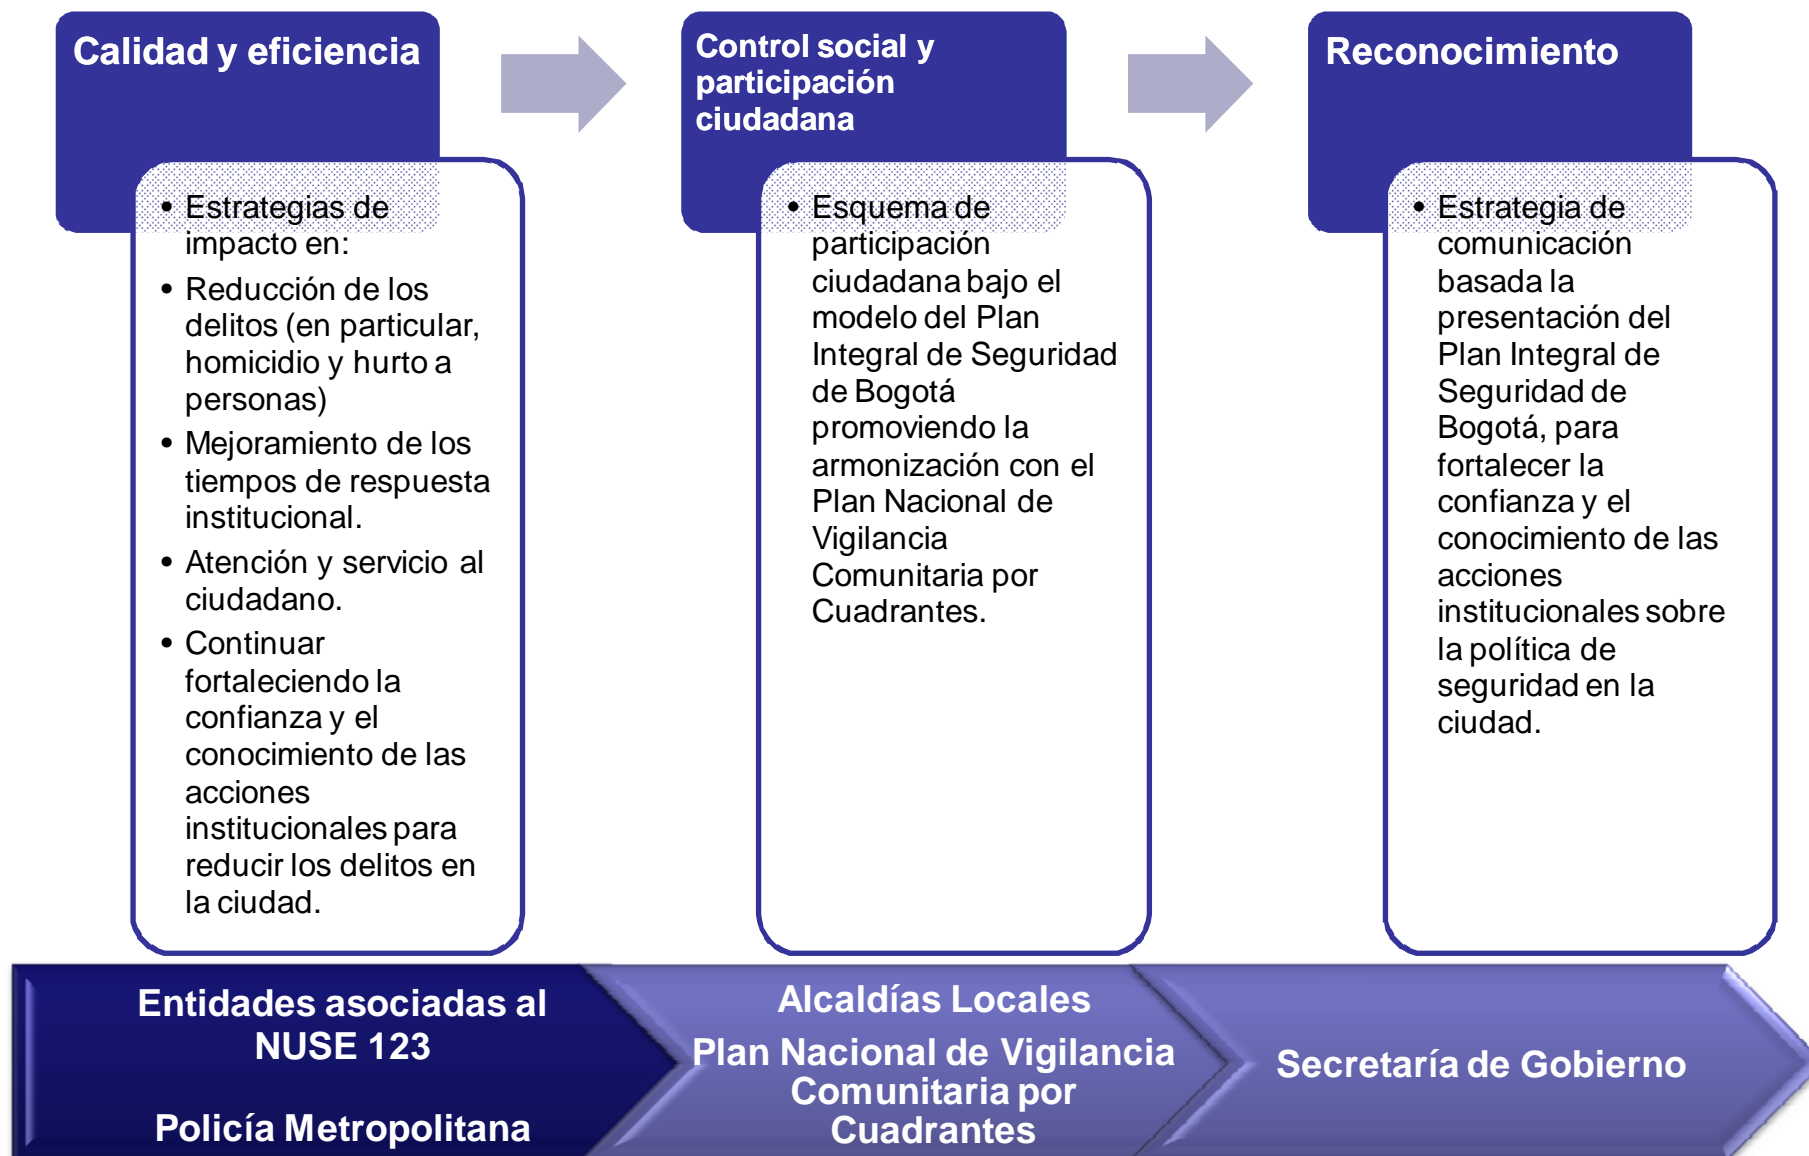 Calidad y eficiencia
• Estrategias de
impacto en:
• Reducción de los
delitos (en particular,
homicidio y hurto a
personas)
• Mejoramiento de los
tiempos de respuesta
institucional.
• Atención y servicio al
ciudadano.
• Continuar
fortaleciendo la
confianza y el
conocimiento de las
acciones
institucionales para
reducir los delitos en
la ciudad.
Control social y
participación
ciudadana
• Esquema de
participación
ciudadana bajo el
modelo del Plan
Integral de Seguridad
de Bogotá
promoviendo la
armonización con el
Plan Nacional de
Vigilancia
Comunitaria por
Cuadrantes.
Reconocimiento
• Estrategia de
comunicación
basada la
presentación del
Plan Integral de
Seguridad de
Bogotá, para
fortalecer la
confianza y el
conocimiento de las
acciones
institucionales sobre
la política de
seguridad en la
ciudad.
Entidades asociadas al
NUSE 123
Policía Metropolitana
Alcaldías Locales
Plan Nacional de Vigilancia
Comunitaria por
Cuadrantes
Secretaría de Gobierno